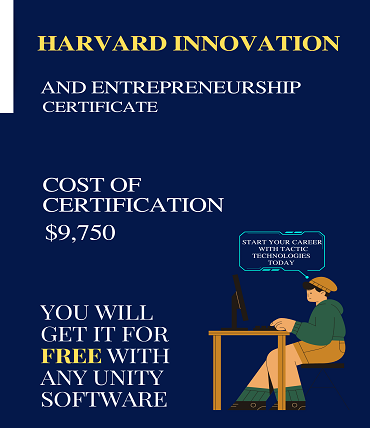 HARVARD INNOVATION
AND ENTREPRENEURSHIP
CERTIFICATE
COST OF
CERTIFICATION
$9,750
START YOUR CAREER
WITH TACTIC
TECHNOLOGIES
TODAY
YOU WILL
GET IT FOR
FREE WITH
ANY UNITY
SOFTWARE